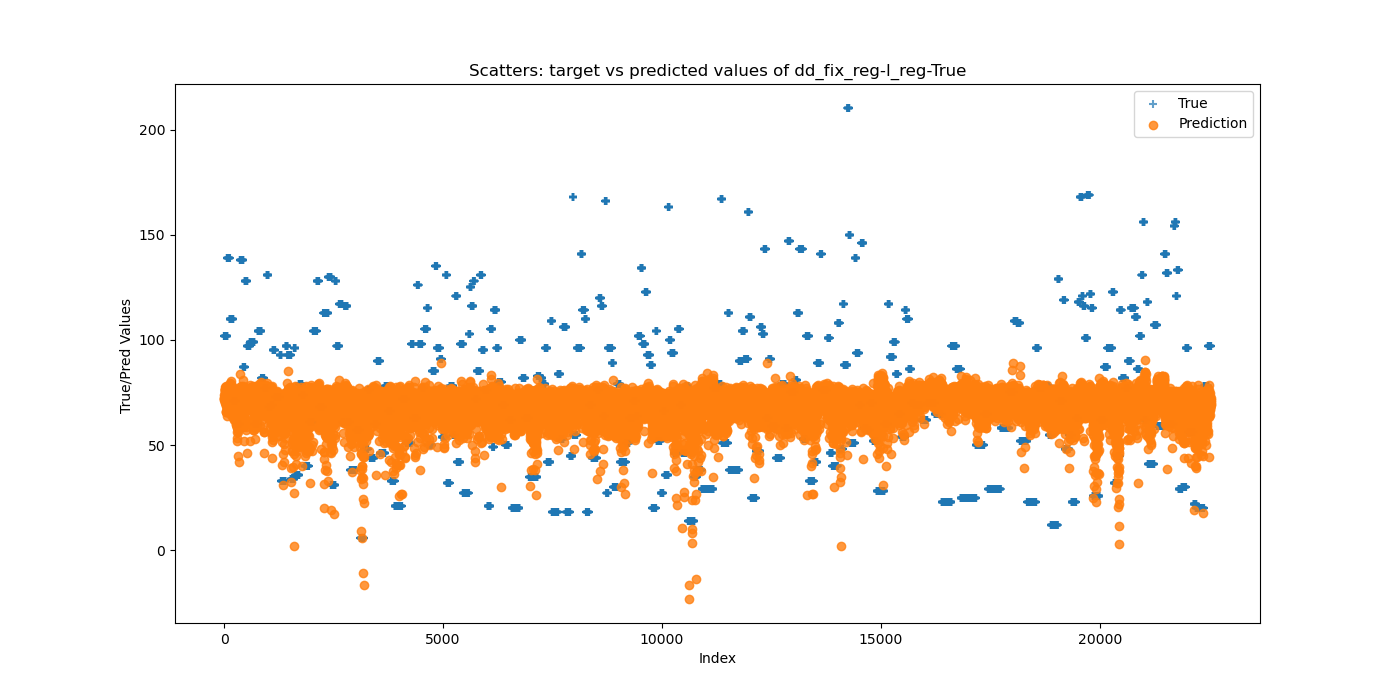 Scatters: target vs predicted values of dd_fix_reg-l_reg-True
True
Prediction
200
150
100
50
0
True/Pred Values
0 5000 10000 15000 20000
Index